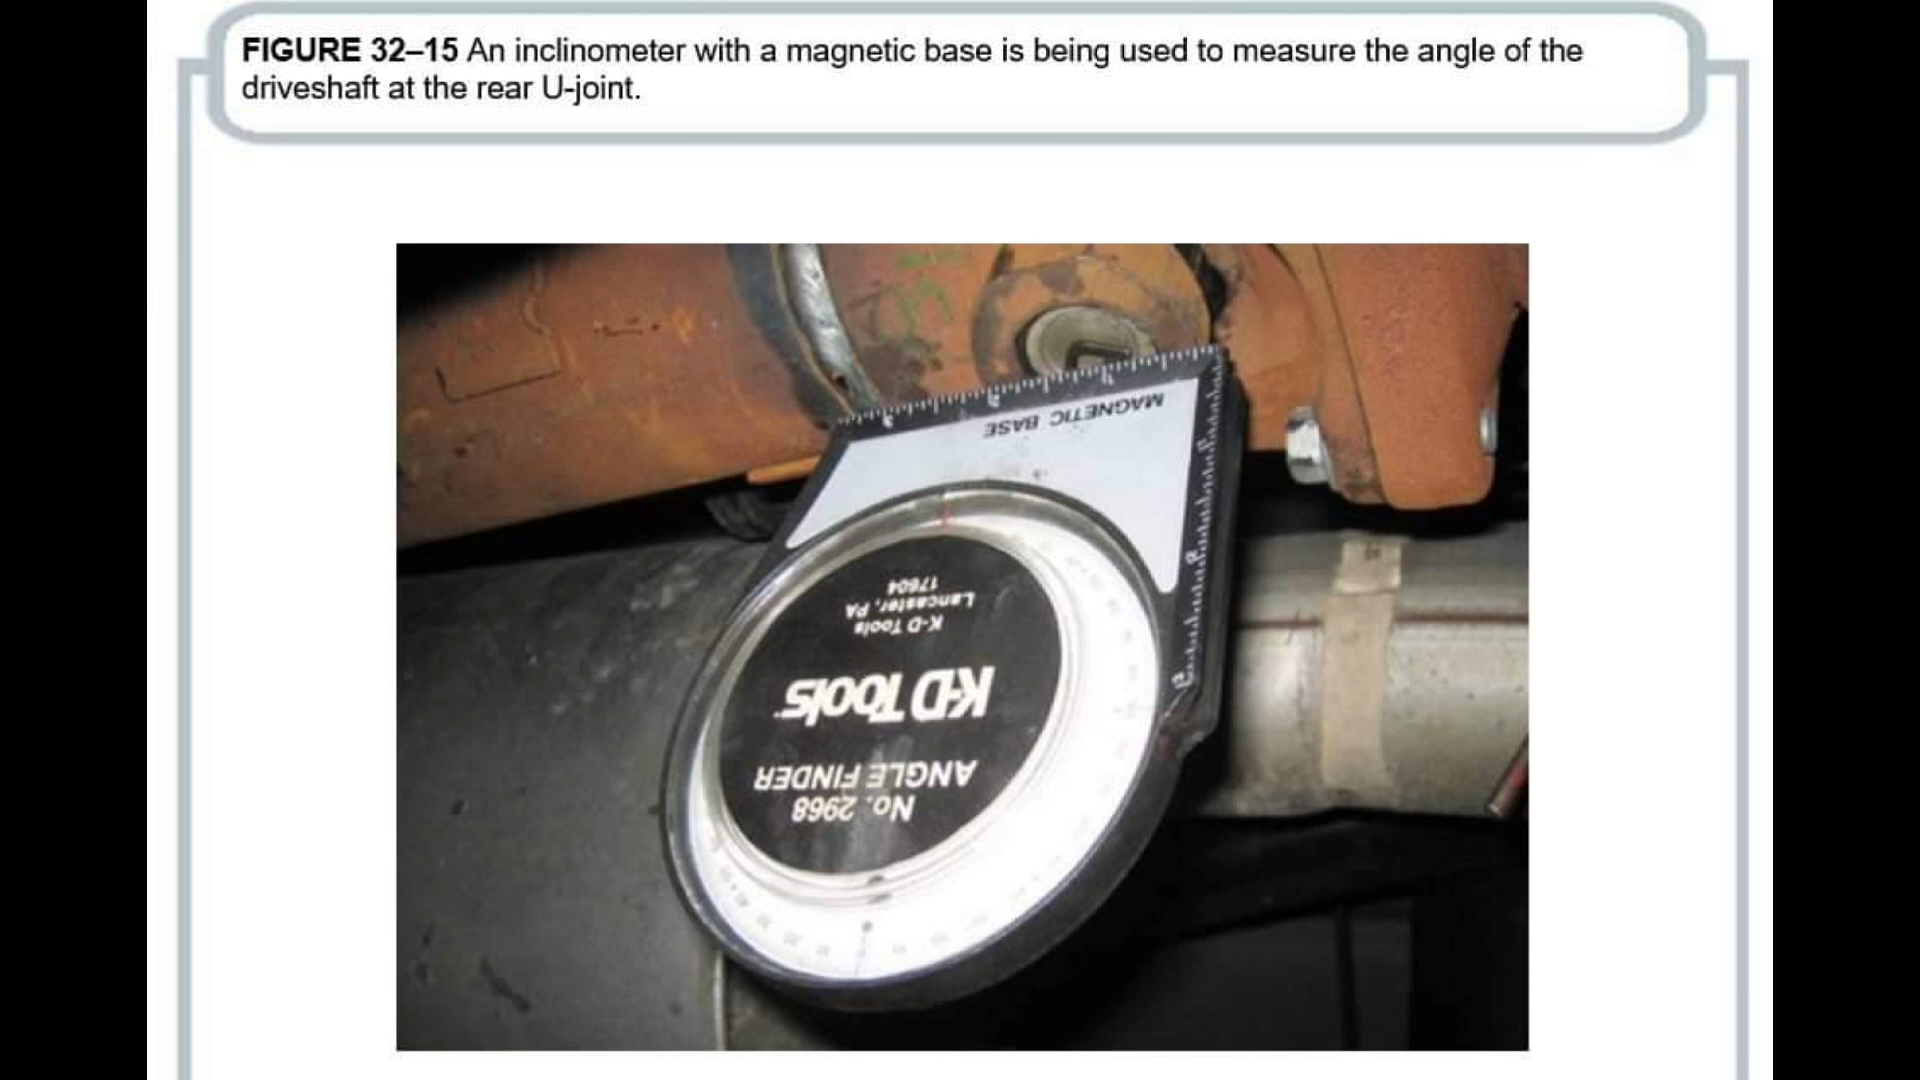 FIGURE 32–15 An inclinometer with a magnetic base is being used to measure the angle of the
driveshaft at the rear U-joint.
MAGNETIC BASE
No. 2968
ANGLE FINDER
K-D Tools
K-D Tools
Lancaster, PA
17604